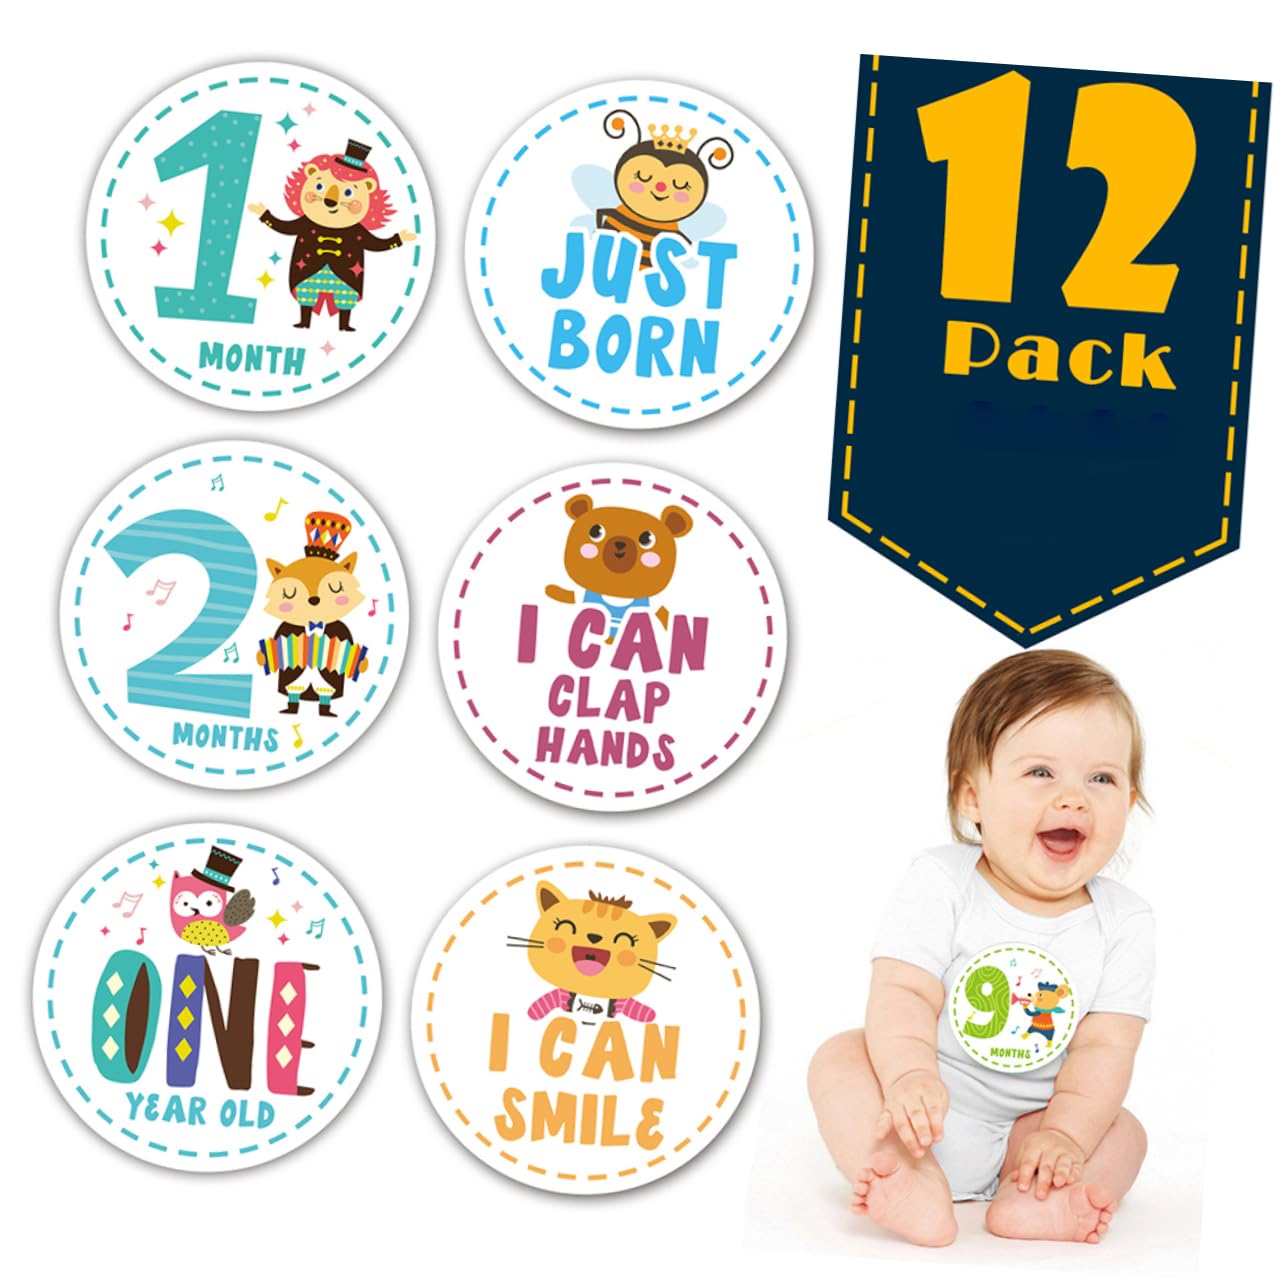 1
MONTH
JUST
BORN
12
Pack
2
MONTHS
I CAN
CLAP
HANDS
ONE
YEAR OLD
I CAN
SMILE
9
MONTHS